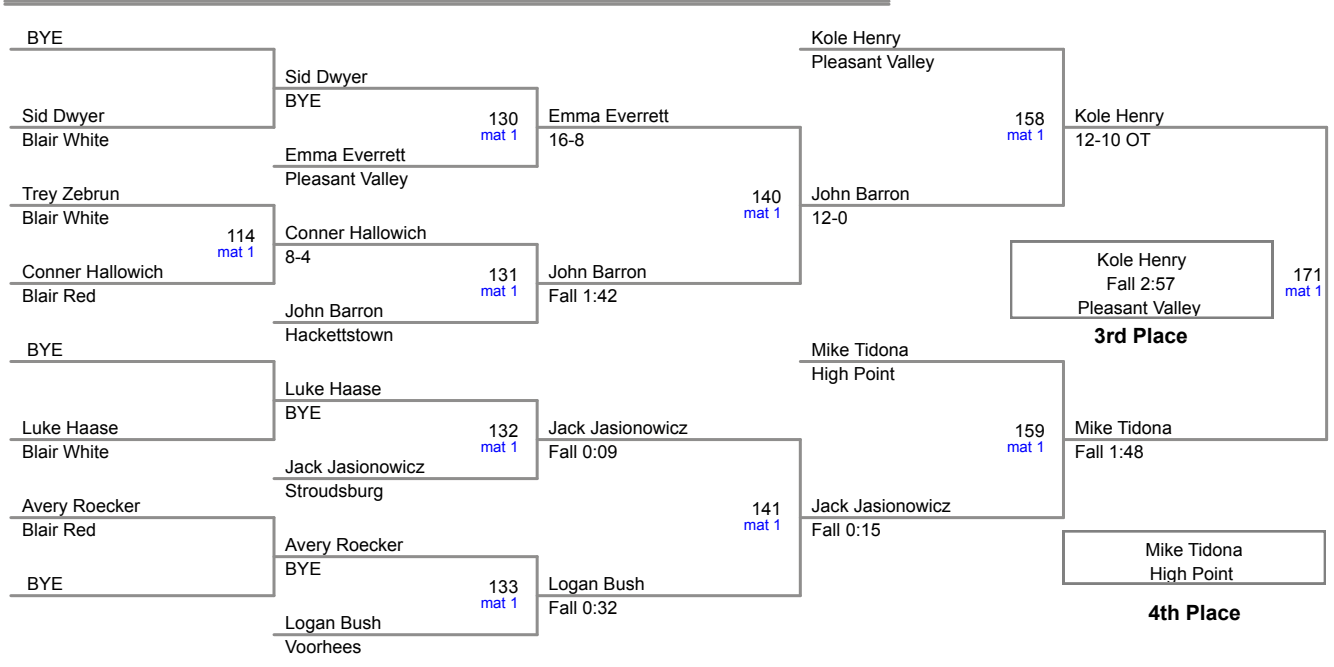 BYE
Kole Henry
Pleasant Valley
Sid Dwyer
BYE
Sid Dwyer
Blair White
130
mat 1
Emma Everrett
16-8
158
mat 1
Kole Henry
12-10 OT
Emma Everrett
Pleasant Valley
Trey Zebrun
Blair White
140
mat 1
John Barron
12-0
114
mat 1
Conner Hallowich
8-4
Conner Hallowich
Blair Red
131
mat 1
John Barron
Fall 1:42
Kole Henry
Fall 2:57
Pleasant Valley
171
mat 1
3rd Place
John Barron
Hackettstown
BYE
Mike Tidona
High Point
Luke Haase
BYE
Luke Haase
Blair White
132
mat 1
Jack Jasionowicz
Fall 0:09
159
mat 1
Mike Tidona
Fall 1:48
Jack Jasionowicz
Stroudsburg
Avery Roecker
Blair Red
141
mat 1
Jack Jasionowicz
Fall 0:15
Avery Roecker
BYE
Mike Tidona
High Point
4th Place
BYE
133
mat 1
Logan Bush
Fall 0:32
Logan Bush
Voorhees